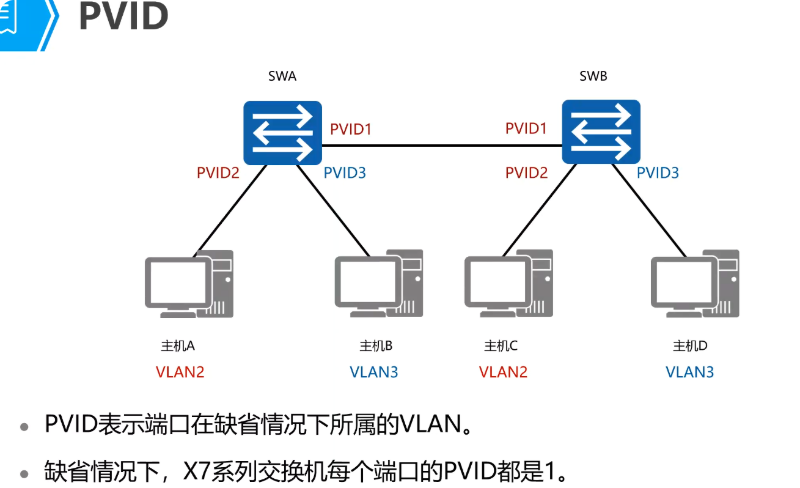 PVID
SWA
SWB
PVID1
PVID1
PVID2
PVID3
PVID2
PVID3
主机A
主机B
主机C
主机D
VLAN2
VLAN3
VLAN2
VLAN3
PVID表示端口在缺省情况下所属的VLAN。
缺省情况下，X7系列交换机每个端口的PVID都是1。